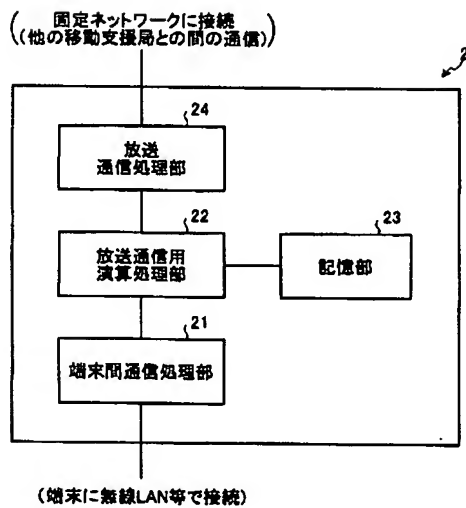 固定ネットワークに接続
(他の移動支援局との間の通信)
2
24
放送
通信処理部
22
放送通信用
演算処理部
23
記憶部
21
端末間通信処理部
(端末に無線LAN等で接続)